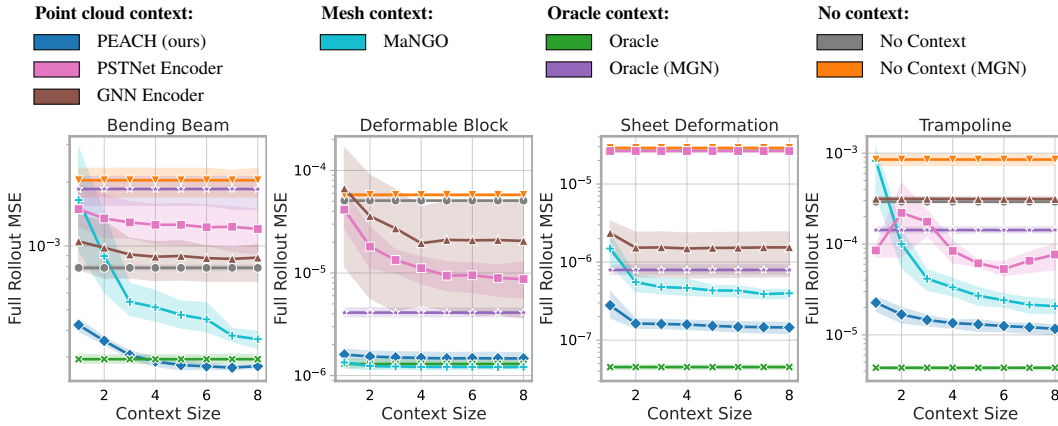 Point cloud context:
Mesh context:
Oracle context:
No context:
PEACH (ours)
MaNGO
Oracle
No Context
PSTNet Encoder
Oracle (MGN)
No Context (MGN)
GNN Encoder
Bending Beam
Deformable Block
Sheet Deformation
Trampoline
Full Rollout MSE
10⁻³
2 4 6 8
Context Size
Full Rollout MSE
10⁻⁴
10⁻⁵
10⁻⁶
2 4 6 8
Context Size
Full Rollout MSE
10⁻⁵
10⁻⁶
10⁻⁷
2 4 6 8
Context Size
Full Rollout MSE
10⁻³
10⁻⁴
10⁻⁵
2 4 6 8
Context Size